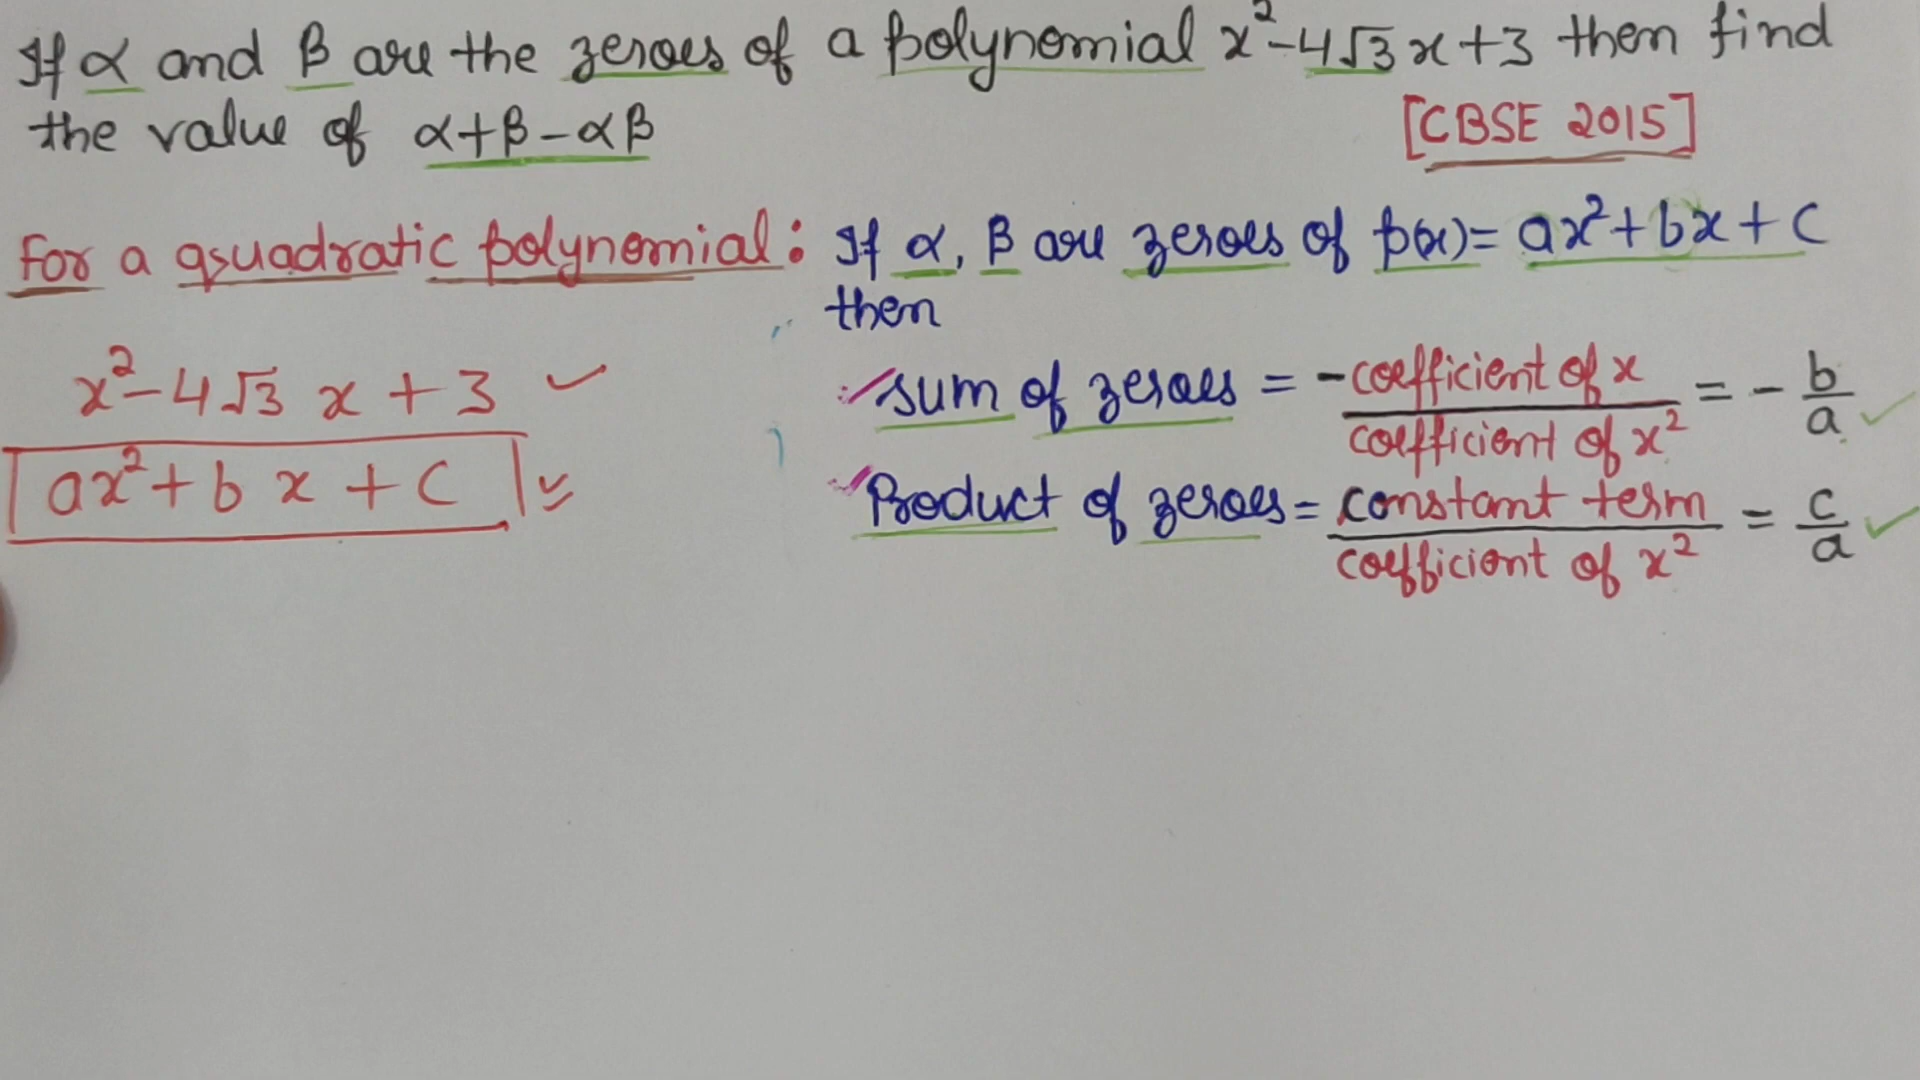 If α and β are the zeroes of a polynomial x²-4√3x+3 then find
the value of α+β-αβ
[CBSE 2015]
For a quadratic polynomial: If α, β are zeroes of p(x)= ax²+bx+c
then
x²-4√3 x + 3
ax²+b x + c
sum of zeroes = -coefficient of x / coefficient of x² = - b/a
Product of zeroes = constant term / coefficient of x² = c/a